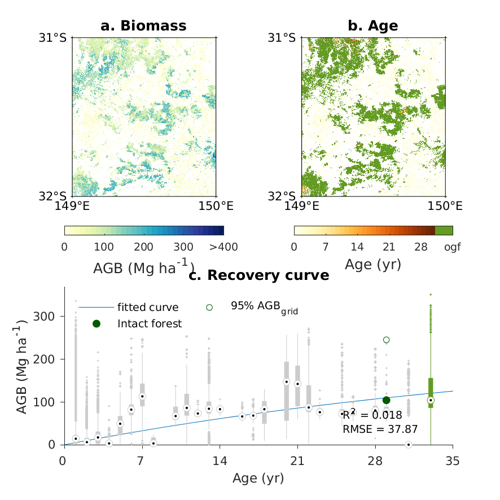 a. Biomass
b. Age
31°S
31°S
32°S
32°S
149°E
150°E
149°E
150°E
0 100 200 300 >400
0 7 14 21 28 ogf
AGB (Mg ha-1)
Age (yr)
c. Recovery curve
fitted curve
95% AGBgrid
Intact forest
300
200
100
0
AGB (Mg ha-1)
R2 = 0.018
RMSE = 37.87
0 7 14 21 28 35
Age (yr)